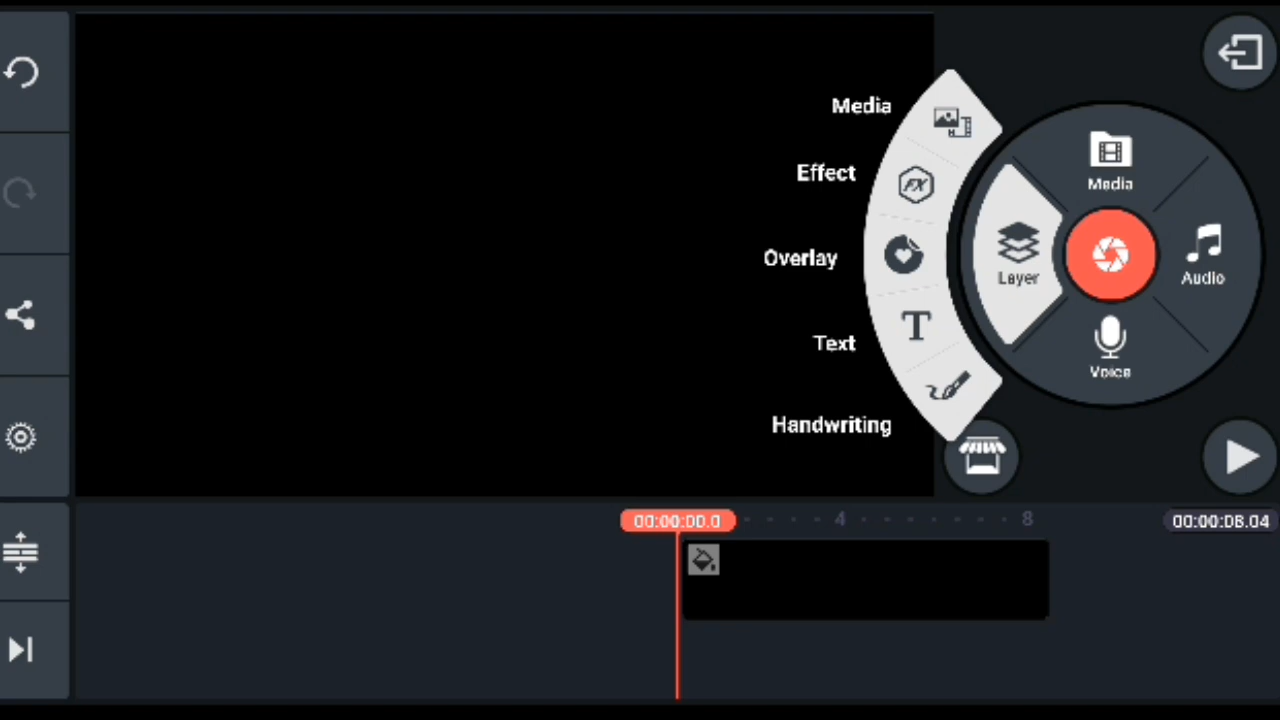 Media
Effect
Overlay
Text
Handwriting
Media
Layer
Audio
Voice
FX
T
00:00:00.0
4
8
00:00:08.04